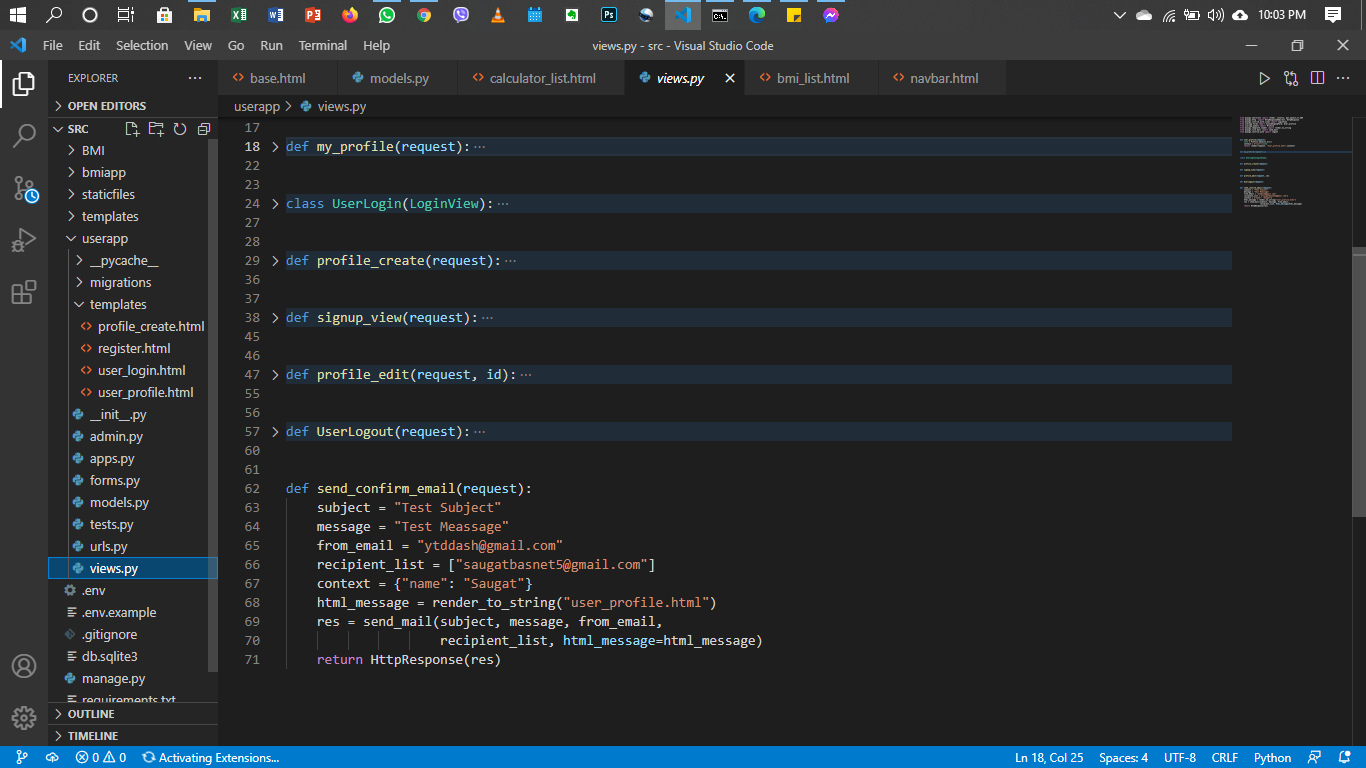 10:03 PM
File Edit Selection View Go Run Terminal Help
views.py - src - Visual Studio Code
EXPLORER
base.html
models.py
calculator_list.html
views.py
bmi_list.html
navbar.html
OPEN EDITORS
userapp > views.py
SRC
BMI
bmiapp
staticfiles
templates
userapp
__pycache__
migrations
templates
profile_create.html
register.html
user_login.html
user_profile.html
__init__.py
admin.py
apps.py
forms.py
models.py
tests.py
urls.py
views.py
.env
.env.example
.gitignore
db.sqlite3
manage.py
requirements.txt
OUTLINE
TIMELINE
17
18 def my_profile(request):···
22
23
24 class UserLogin(LoginView):···
27
28
29 def profile_create(request):···
36
37
38 def signup_view(request):···
45
46
47 def profile_edit(request, id):···
55
56
57 def UserLogout(request):···
60
61
62 def send_confirm_email(request):
63 subject = "Test Subject"
64 message = "Test Meassage"
65 from_email = "ytddash@gmail.com"
66 recipient_list = ["saugatbasnet5@gmail.com"]
67 context = {"name": "Saugat"}
68 html_message = render_to_string("user_profile.html")
69 res = send_mail(subject, message, from_email,
70 recipient_list, html_message=html_message)
71 return HttpResponse(res)
0 0 Activating Extensions... Ln 18, Col 25 Spaces: 4 UTF-8 CRLF Python